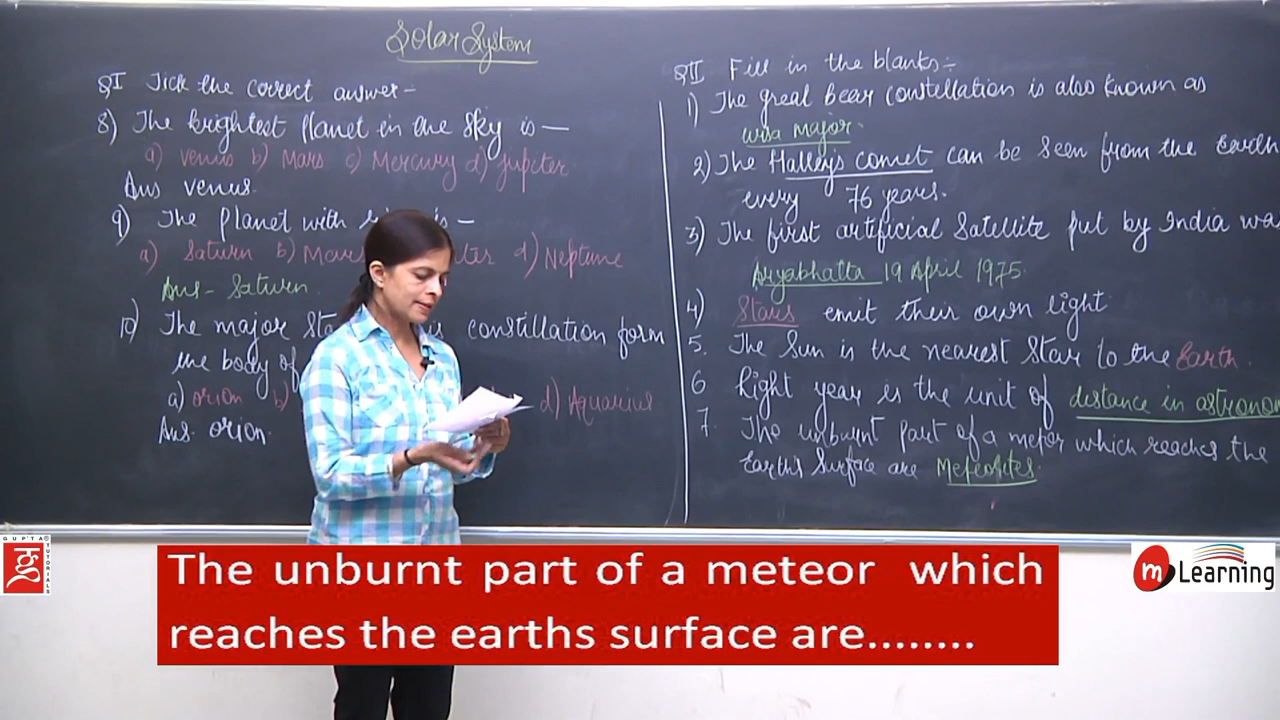 Solar System
QI Tick the correct answer-
8) The brightest planet in the sky is —
a) Venus b) Mars c) Mercury d) jupiter
Ans venus.
9) The planet with is —
a) Saturn b) d) Neptune
Ans - Saturn.
10) The major constillation form
the body of
a) orion b) d) Aquarius
Ans. orion.
QII Fill in the blanks:-
1) The great bear constellation is also known as
ursa major.
2) The Halley's comet can be seen from the Earth
every 76 years.
3) The first artificial Satellite put by India was
Aryabhatta 19 April 1975.
4) Stars emit their own light
5. The Sun is the nearest Star to the Earth.
6 Light year is the unit of distance in
7. The unburnt part of a meteor which reaches the
Earth's Surface are Meteorites.
The unburnt part of a meteor which
reaches the earths surface are........
GUPTA TUTORIALS
m Learning